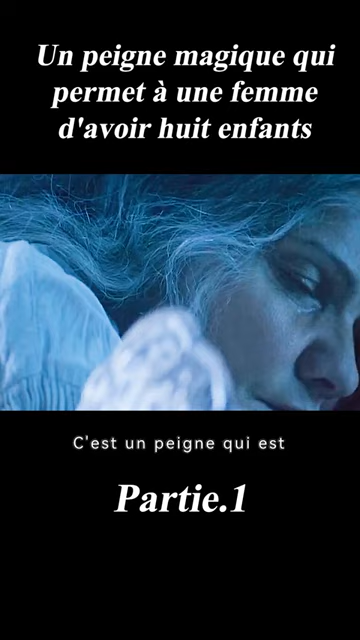 Un peigne magique qui
permet à une femme
d'avoir huit enfants
C'est un peigne qui est
Partie.1